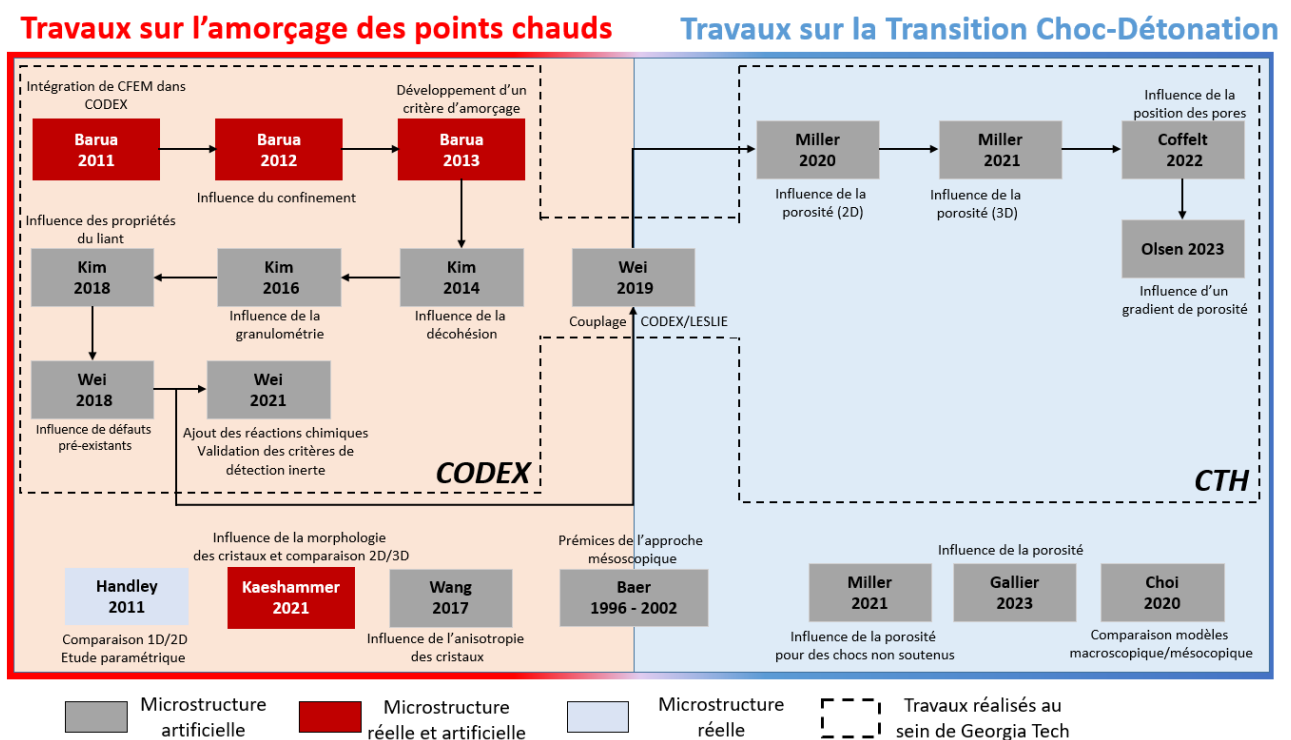 Travaux sur l'amorçage des points chauds
Travaux sur la Transition Choc-Détonation
Intégration de CFEM dans
CODEX
Barua
2011
Barua
2012
Influence du confinement
Développement d'un
critère d'amorçage
Barua
2013
Influence des propriétés
du liant
Kim
2018
Kim
2016
Influence de la
granulométrie
Kim
2014
Influence de la
décohésion
Wei
2018
Influence de défauts
pré-existants
Wei
2021
Ajout des réactions chimiques
Validation des critères de
détection inerte
CODEX
Wei
2019
Couplage CODEX/LESLIE
Miller
2020
Influence de la
porosité (2D)
Miller
2021
Influence de la
porosité (3D)
Influence de la
position des pores
Coffelt
2022
Olsen 2023
Influence d'un
gradient de porosité
CTH
Handley
2011
Comparaison 1D/2D
Etude paramétrique
Influence de la morphologie
des cristaux et comparaison 2D/3D
Kaeshammer
2021
Wang
2017
Influence de l'anisotropie
des cristaux
Prémices de l'approche
mésoscopique
Baer
1996 - 2002
Miller
2021
Influence de la porosité
pour des chocs non soutenus
Influence de la porosité
Gallier
2023
Choi
2020
Comparaison modèles
macroscopique/mésocopique
Microstructure
artificielle
Microstructure
réelle et artificielle
Microstructure
réelle
Travaux réalisés au
sein de Georgia Tech